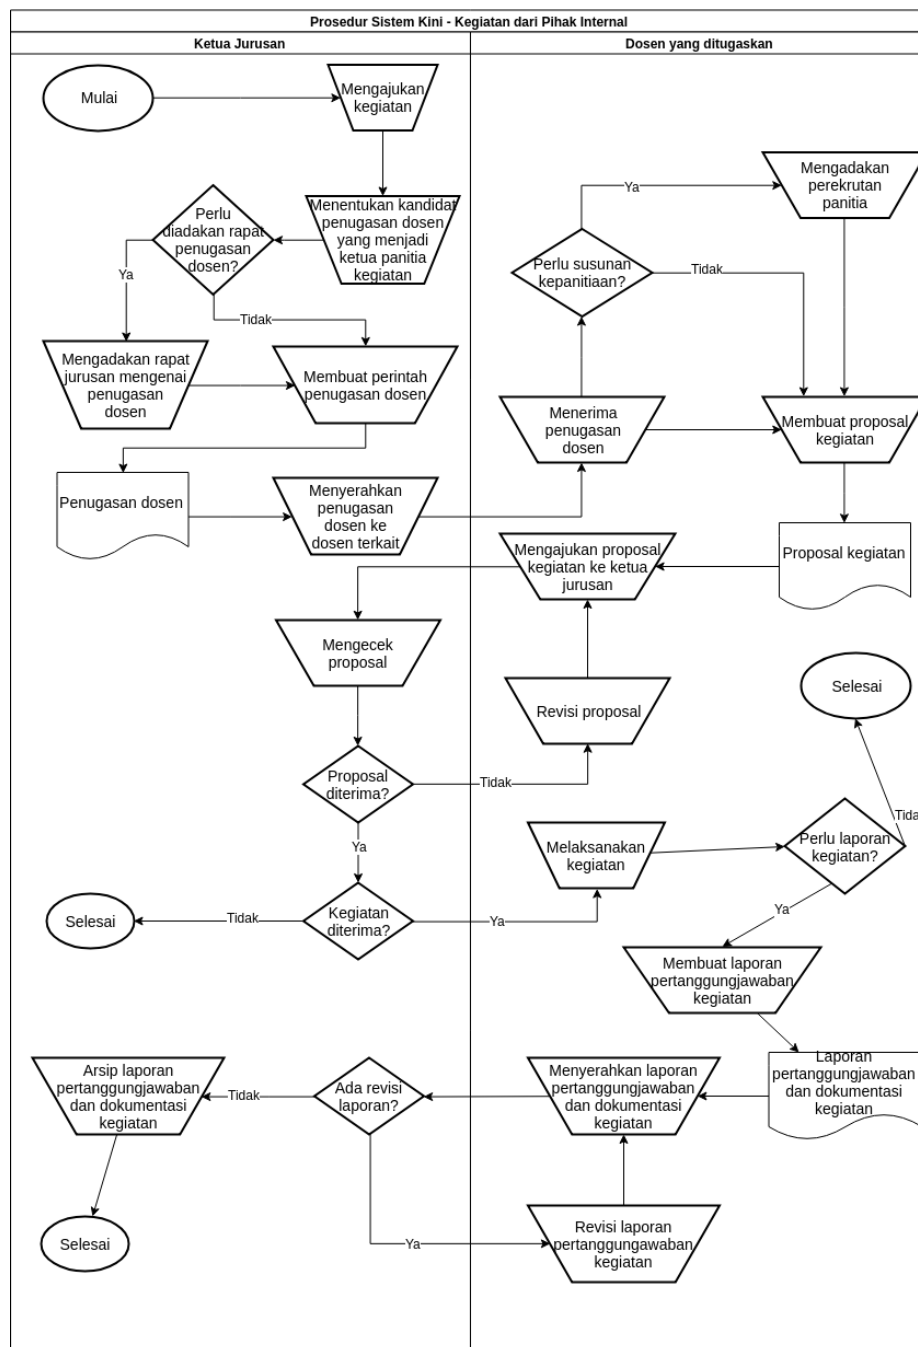 Prosedur Sistem Kini - Kegiatan dari Pihak Internal
Ketua Jurusan
Dosen yang ditugaskan
Mulai
Mengajukan
kegiatan
Menentukan kandidat
penugasan dosen
yang menjadi
ketua panitia
kegiatan
Perlu
diadakan rapat
penugasan
dosen?
Ya
Tidak
Mengadakan rapat
jurusan mengenai
penugasan
dosen
Membuat perintah
penugasan dosen
Penugasan dosen
Menyerahkan
penugasan
dosen ke
dosen terkait
Menerima
penugasan
dosen
Perlu susunan
kepanitiaan?
Ya
Tidak
Mengadakan
perekrutan
panitia
Membuat proposal
kegiatan
Proposal kegiatan
Mengajukan proposal
kegiatan ke ketua
jurusan
Mengecek
proposal
Proposal
diterima?
Tidak
Revisi proposal
Ya
Kegiatan
diterima?
Tidak
Selesai
Ya
Melaksanakan
kegiatan
Perlu laporan
kegiatan?
Tida
Selesai
Ya
Membuat laporan
pertanggungjawaban
kegiatan
Laporan
pertanggungjawaban
dan dokumentasi
kegiatan
Menyerahkan laporan
pertanggungjawaban
dan dokumentasi
kegiatan
Ada revisi
laporan?
Tidak
Arsip laporan
pertanggungjawaban
dan dokumentasi
kegiatan
Selesai
Ya
Revisi laporan
pertanggungawaban
kegiatan